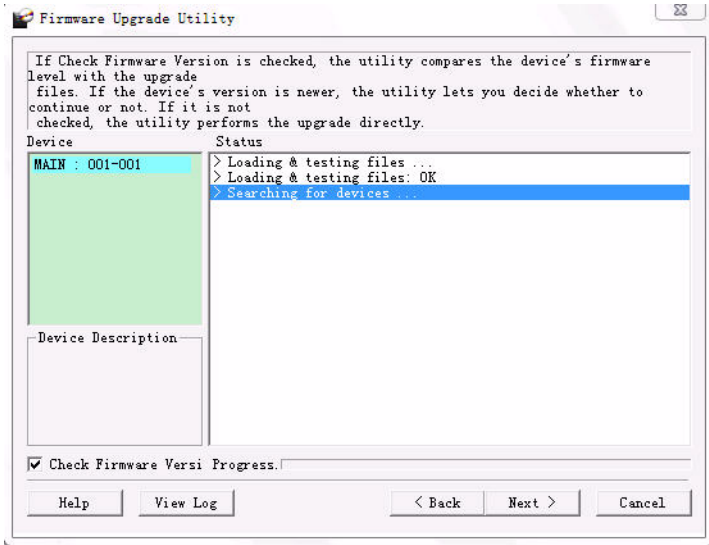 Firmware Upgrade Utility
If Check Firmware Version is checked, the utility compares the device's firmware
level with the upgrade
files. If the device's version is newer, the utility lets you decide whether to
continue or not. If it is not
checked, the utility performs the upgrade directly.
Device Status
MAIN : 001-001
> Loading & testing files ...
> Loading & testing files: OK
> Searching for devices ...
Device Description
Check Firmware Versi Progress.
Help View Log < Back Next > Cancel